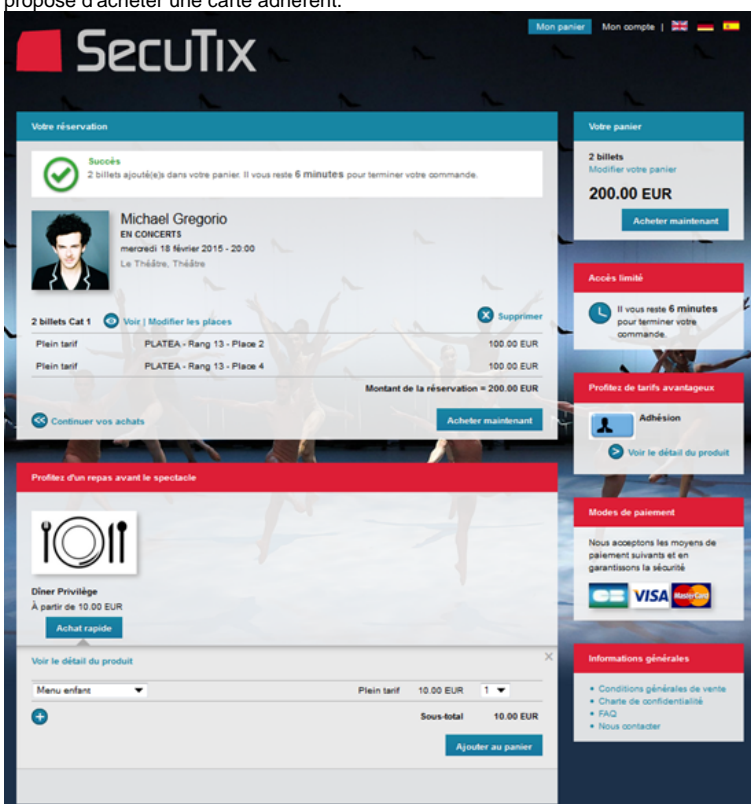 propose d'acheter une carte adhérent.
Mon panier Mon compte |
SecuTix
Votre réservation
Succès
2 billets ajouté(e)s dans votre panier. Il vous reste 6 minutes pour terminer votre commande.
Michael Gregorio
EN CONCERTS
mercredi 18 février 2015 - 20:00
Le Théâtre, Théâtre
2 billets Cat 1 Voir | Modifier les places Supprimer
Plein tarif PLATEA - Rang 13 - Place 2 100.00 EUR
Plein tarif PLATEA - Rang 13 - Place 4 100.00 EUR
Montant de la réservation = 200.00 EUR
Continuer vos achats Acheter maintenant
Profitez d'un repas avant le spectacle
Dîner Privilège
À partir de 10.00 EUR
Achat rapide
Voir le détail du produit
Menu enfant Plein tarif 10.00 EUR 1
Sous-total 10.00 EUR
Ajouter au panier
Votre panier
2 billets
Modifier votre panier
200.00 EUR
Acheter maintenant
Accès limité
Il vous reste 6 minutes
pour terminer votre
commande.
Profitez de tarifs avantageux
Adhésion
Voir le détail du produit
Modes de paiement
Nous acceptons les moyens de
paiement suivants et en
garantissons la sécurité
CB VISA MasterCard
Informations générales
• Conditions générales de vente
• Charte de confidentialité
• FAQ
• Nous contacter